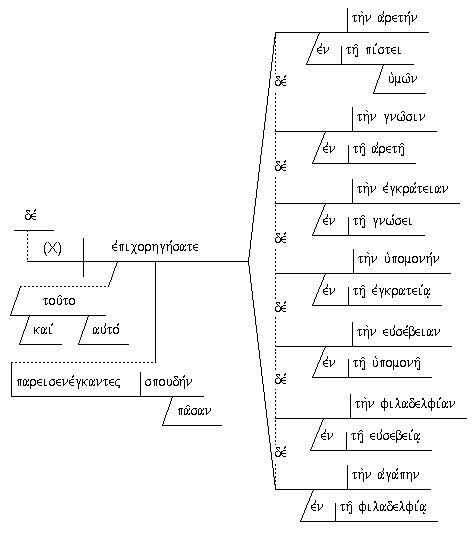 τὴν ἀρετήν
ἐν τῇ πίστει
ὑμῶν
δέ
τὴν γνῶσιν
ἐν τῇ ἀρετῇ
δέ
τὴν ἐγκράτειαν
ἐν τῇ γνώσει
δέ
(X) ἐπιχορηγήσατε
δέ
τὴν ὑπομονήν
ἐν τῇ ἐγκρατείᾳ
τοῦτο
καί αὐτό
δέ
τὴν εὐσέβειαν
ἐν τῇ ὑπομονῇ
παρεισενέγκαντες σπουδήν
πᾶσαν
δέ
τὴν φιλαδελφίαν
ἐν τῇ εὐσεβείᾳ
δέ
τὴν ἀγάπην
ἐν τῇ φιλαδελφίᾳ